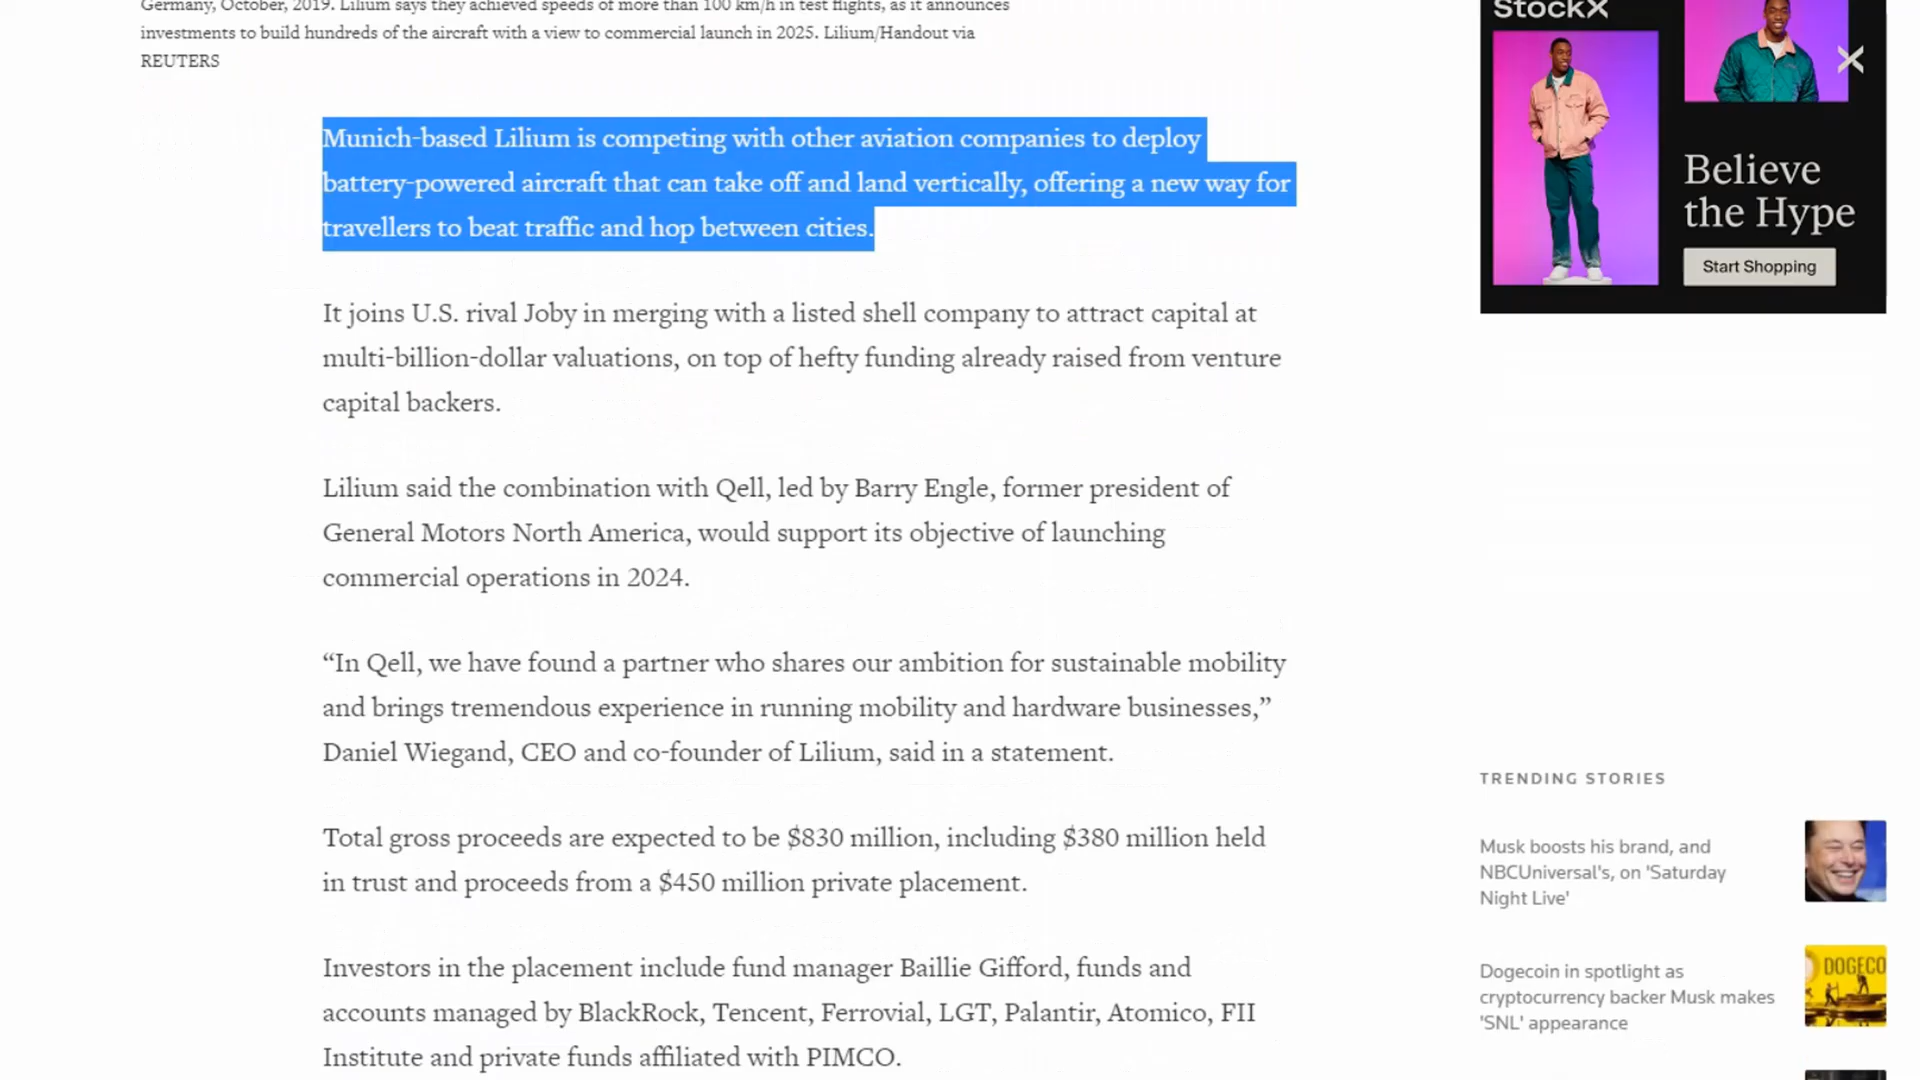 Germany, October, 2019. Lilium says they achieved speeds of more than 100 km/h in test flights, as it announces
investments to build hundreds of the aircraft with a view to commercial launch in 2025. Lilium/Handout via
REUTERS
Munich-based Lilium is competing with other aviation companies to deploy
battery-powered aircraft that can take off and land vertically, offering a new way for
travellers to beat traffic and hop between cities.
It joins U.S. rival Joby in merging with a listed shell company to attract capital at
multi-billion-dollar valuations, on top of hefty funding already raised from venture
capital backers.
Lilium said the combination with Qell, led by Barry Engle, former president of
General Motors North America, would support its objective of launching
commercial operations in 2024.
“In Qell, we have found a partner who shares our ambition for sustainable mobility
and brings tremendous experience in running mobility and hardware businesses,”
Daniel Wiegand, CEO and co-founder of Lilium, said in a statement.
Total gross proceeds are expected to be $830 million, including $380 million held
in trust and proceeds from a $450 million private placement.
Investors in the placement include fund manager Baillie Gifford, funds and
accounts managed by BlackRock, Tencent, Ferrovial, LGT, Palantir, Atomico, FII
Institute and private funds affiliated with PIMCO.
StockX
Believe
the Hype
Start Shopping
TRENDING STORIES
Musk boosts his brand, and
NBCUniversal's, on 'Saturday
Night Live'
Dogecoin in spotlight as
cryptocurrency backer Musk makes
'SNL' appearance
DOGECO